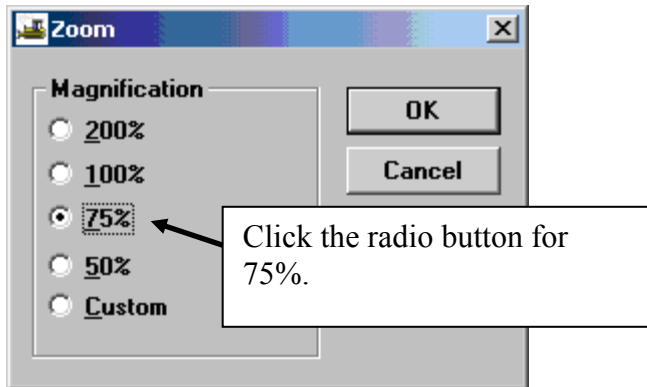 Zoom
Magnification
200%
100%
75%
50%
Custom
OK
Cancel
Click the radio button for
75%.